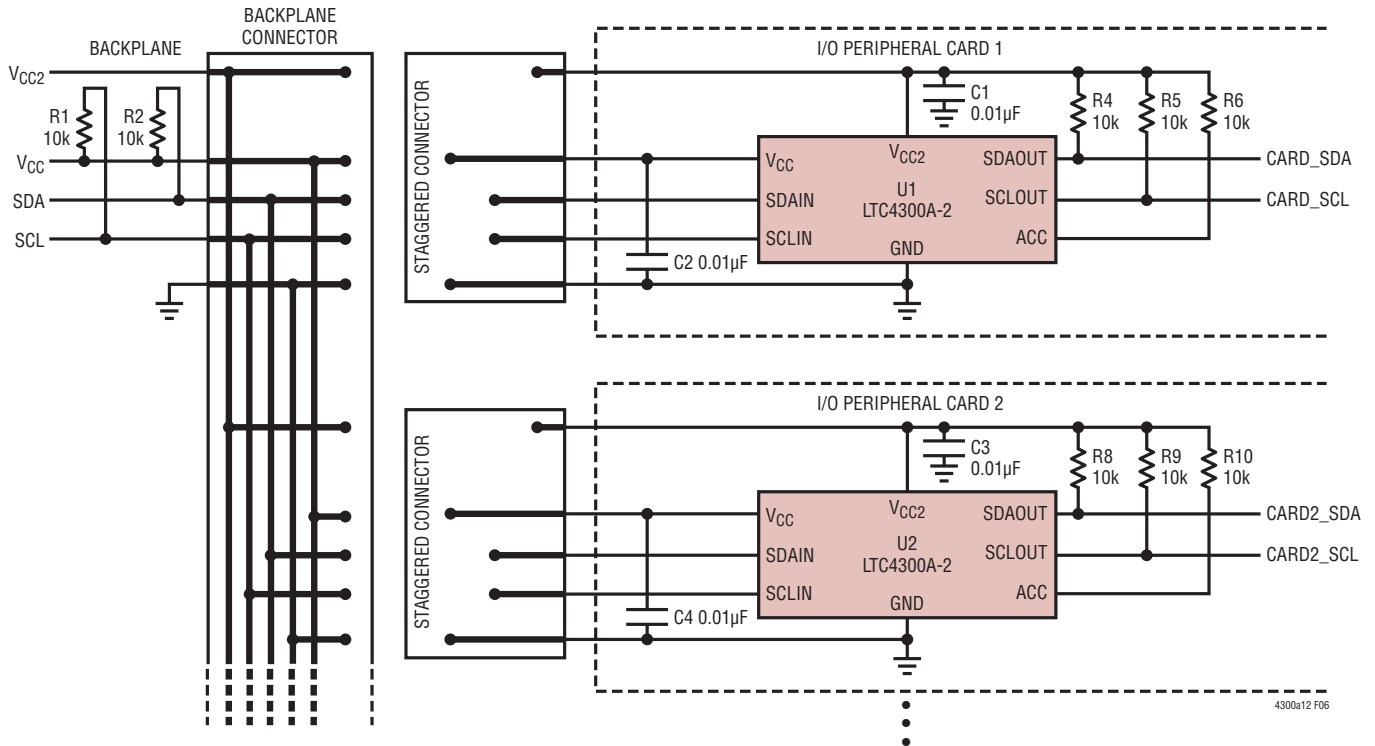 BACKPLANE
CONNECTOR
BACKPLANE
VCC2
R1
10k
R2
10k
VCC
SDA
SCL
STAGGERED CONNECTOR
I/O PERIPHERAL CARD 1
C1
0.01µF
R4
10k
R5
10k
R6
10k
VCC
VCC2
SDAOUT
CARD_SDA
SDAIN
U1
LTC4300A-2
SCLOUT
CARD_SCL
SCLIN
GND
ACC
C2 0.01µF
STAGGERED CONNECTOR
I/O PERIPHERAL CARD 2
C3
0.01µF
R8
10k
R9
10k
R10
10k
VCC
VCC2
SDAOUT
CARD2_SDA
SDAIN
U2
LTC4300A-2
SCLOUT
CARD2_SCL
SCLIN
GND
ACC
C4 0.01µF
4300a12 F06